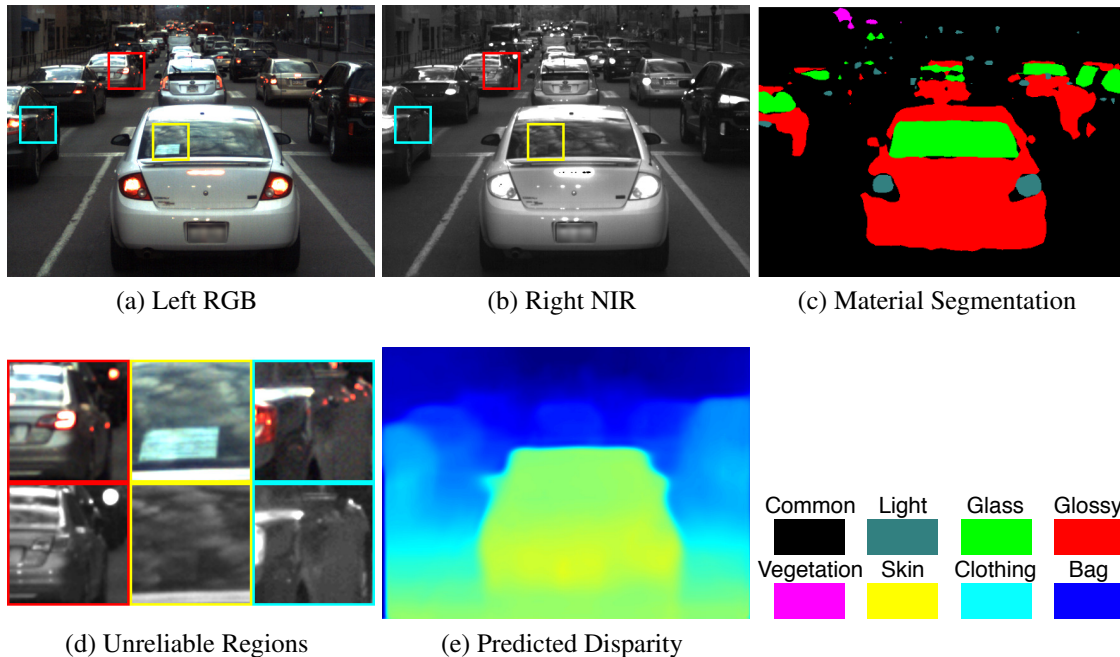 (a) Left RGB
(b) Right NIR
(c) Material Segmentation
Common Light Glass Glossy
Vegetation Skin Clothing Bag
(d) Unreliable Regions
(e) Predicted Disparity